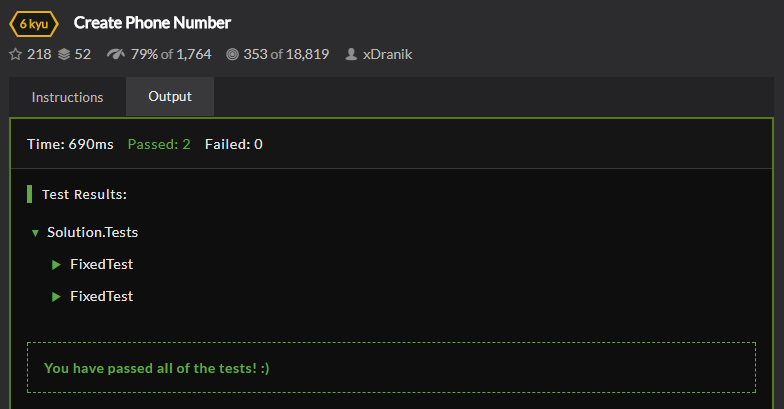 6 kyu Create Phone Number
218 52 79% of 1,764 353 of 18,819 xDranik
Instructions Output
Time: 690ms Passed: 2 Failed: 0
Test Results:
Solution.Tests
FixedTest
FixedTest
You have passed all of the tests! :)